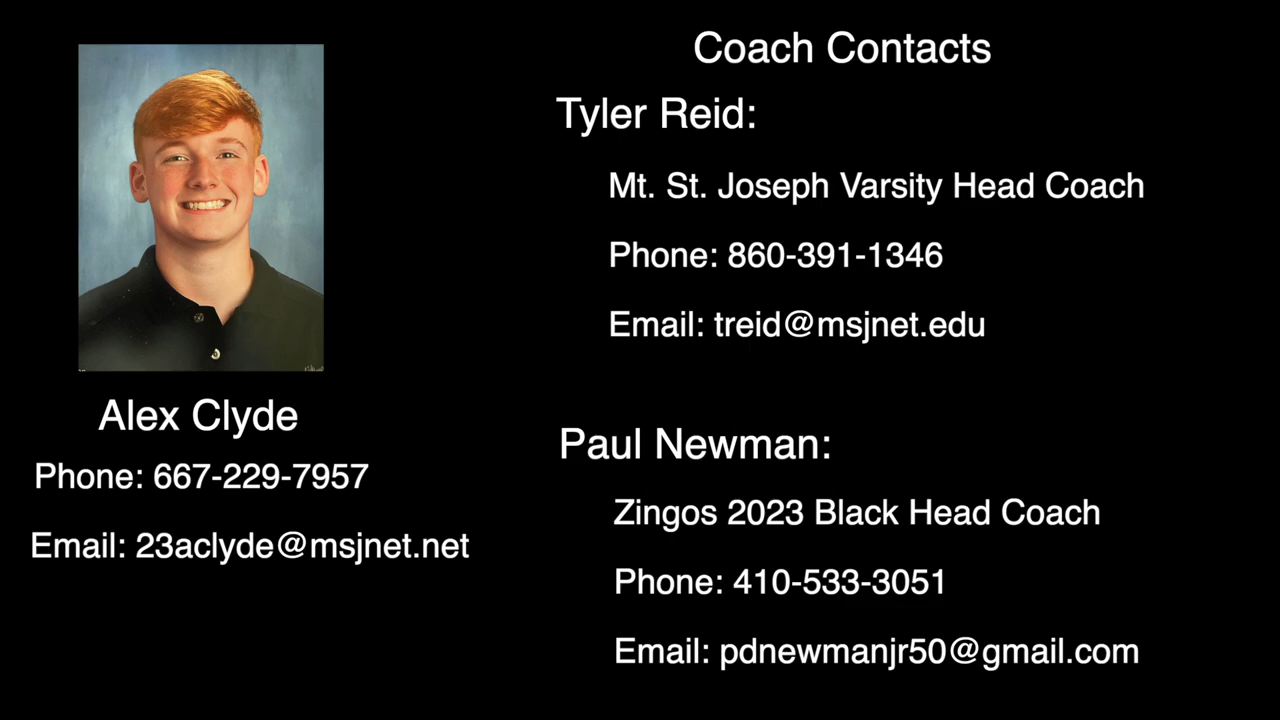 Coach Contacts
Tyler Reid:
Mt. St. Joseph Varsity Head Coach
Phone: 860-391-1346
Email: treid@msjnet.edu
Alex Clyde
Phone: 667-229-7957
Email: 23aclyde@msjnet.net
Paul Newman:
Zingos 2023 Black Head Coach
Phone: 410-533-3051
Email: pdnewmanjr50@gmail.com